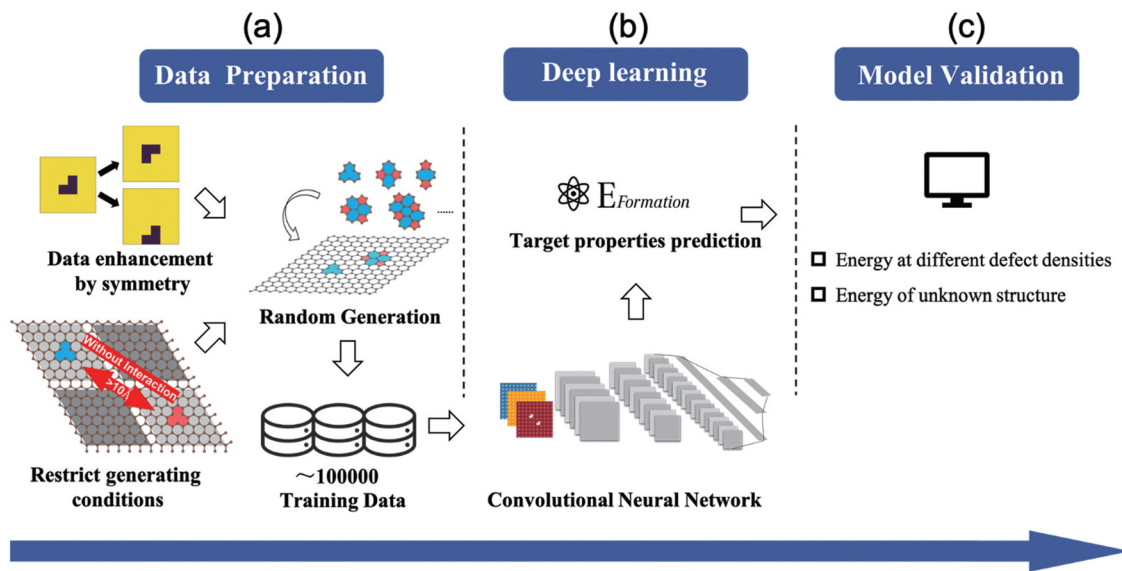 (a)
Data Preparation
Data enhancement
by symmetry
Without Interaction
Restrict generating
conditions
......
Random Generation
～100000
Training Data
(b)
Deep learning
E Formation
Target properties prediction
Convolutional Neural Network
(c)
Model Validation
Energy at different defect densities
Energy of unknown structure